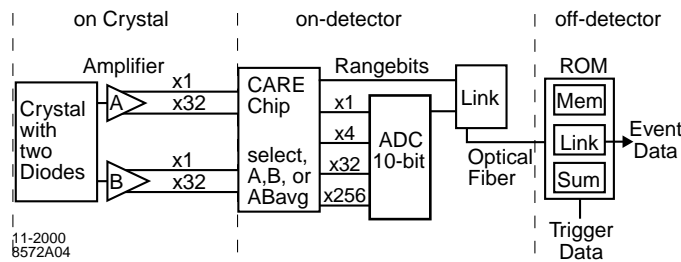 on Crystal
on-detector
off-detector
Amplifier
Rangebits
ROM
Crystal
with
two
Diodes
A
x1
x32
B
x1
x32
CARE
Chip
select,
A,B, or
ABavg
x1
x4
x32
x256
ADC
10-bit
Link
Optical
Fiber
Mem
Link
Sum
Event
Data
Trigger
Data
11-2000
8572A04